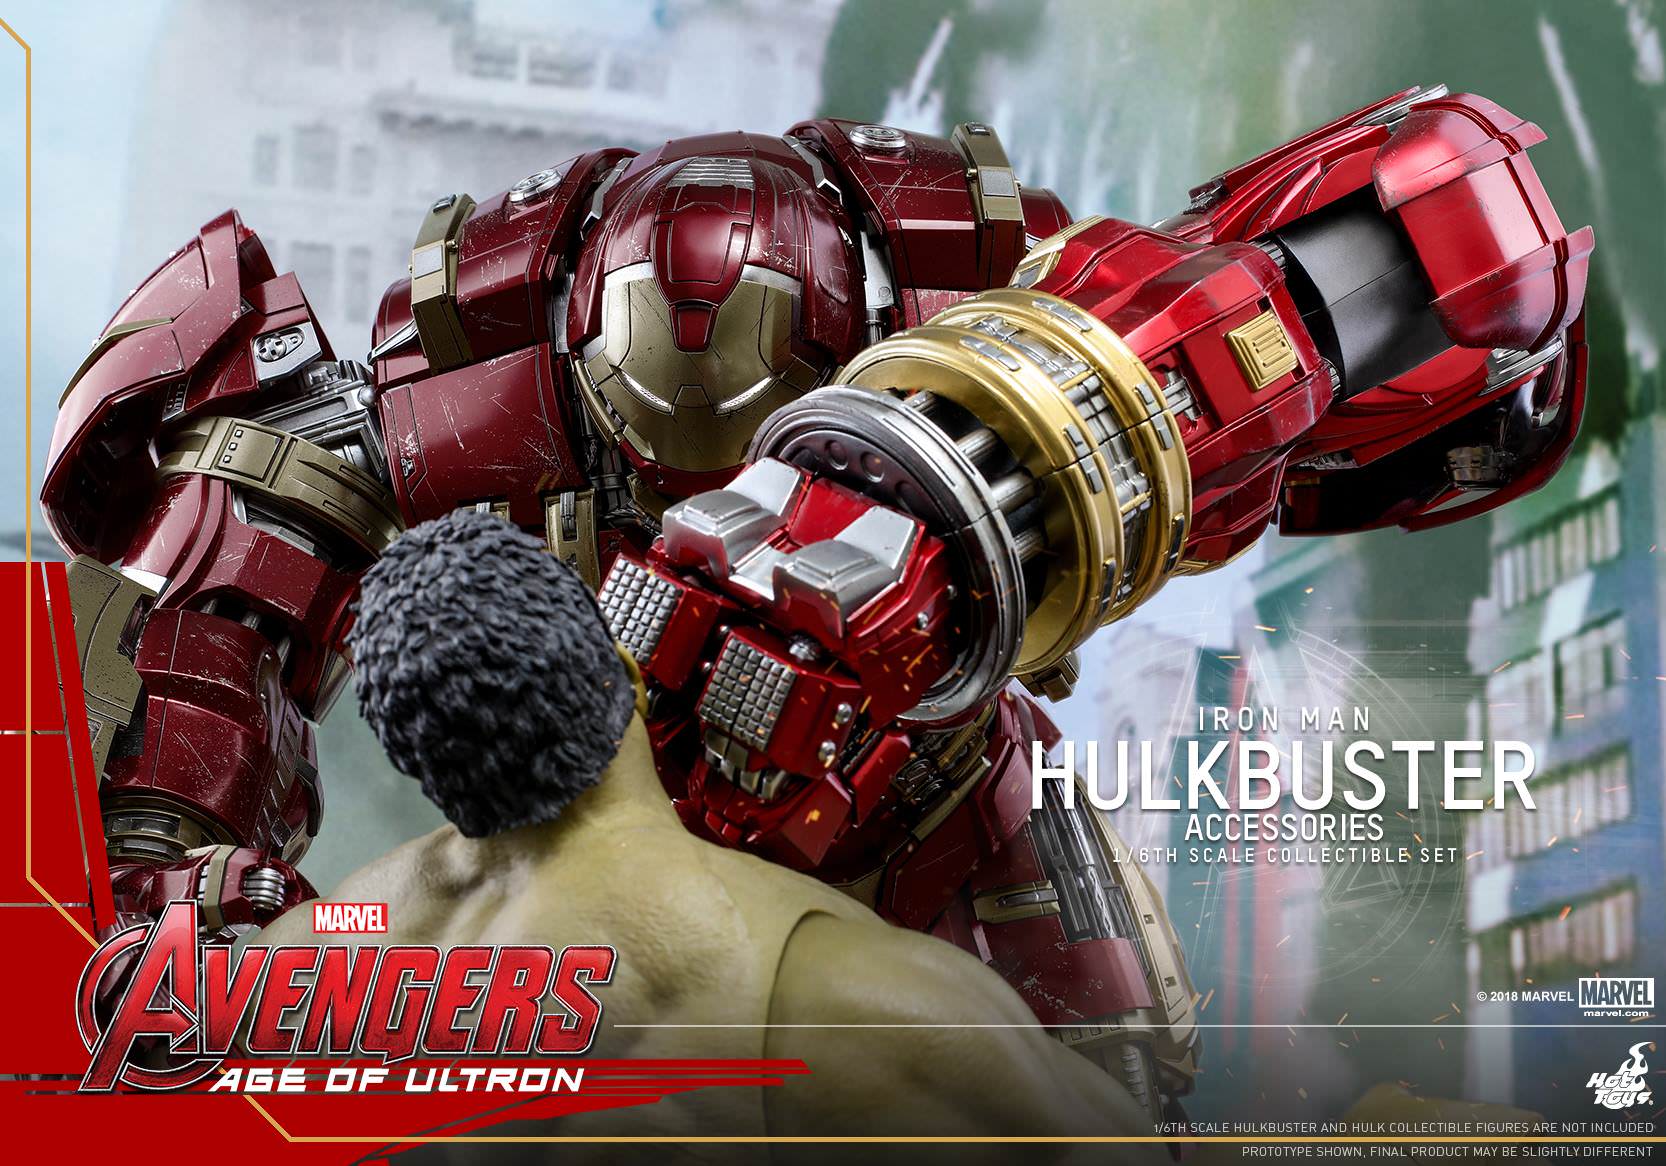 IRON MAN
HULKBUSTER
ACCESSORIES
1/6TH SCALE COLLECTIBLE SET
MARVEL
AVENGERS
AGE OF ULTRON
© 2018 MARVEL MARVEL
marvel.com
Hot Toys
1/6TH SCALE HULKBUSTER AND HULK COLLECTIBLE FIGURES ARE NOT INCLUDED
PROTOTYPE SHOWN, FINAL PRODUCT MAY BE SLIGHTLY DIFFERENT